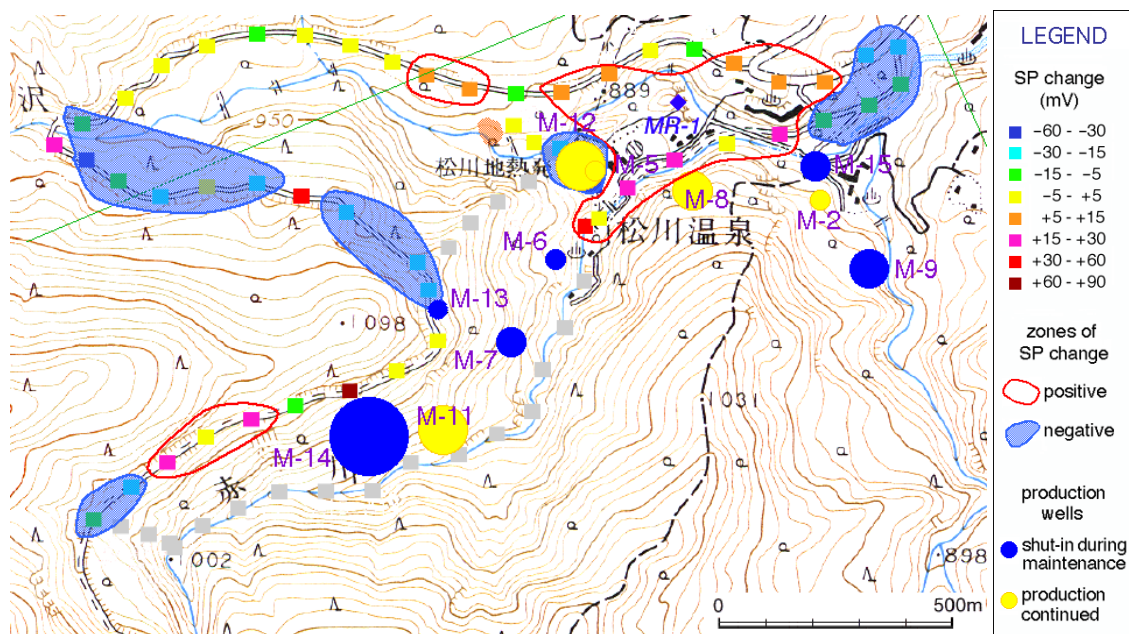 沢
950
889
M-12
MR-1
松川地熱発
M-5
M-15
M-8
M-2
M-6
松川温泉
M-9
M-13
1098
M-7
1031
M-11
M-14
赤
川
1002
898
0
500m
LEGEND
SP change
(mV)
-60 - -30
-30 - -15
-15 - -5
-5 - +5
+5 - +15
+15 - +30
+30 - +60
+60 - +90
zones of
SP change
positive
negative
production
wells
shut-in during
maintenance
production
continued